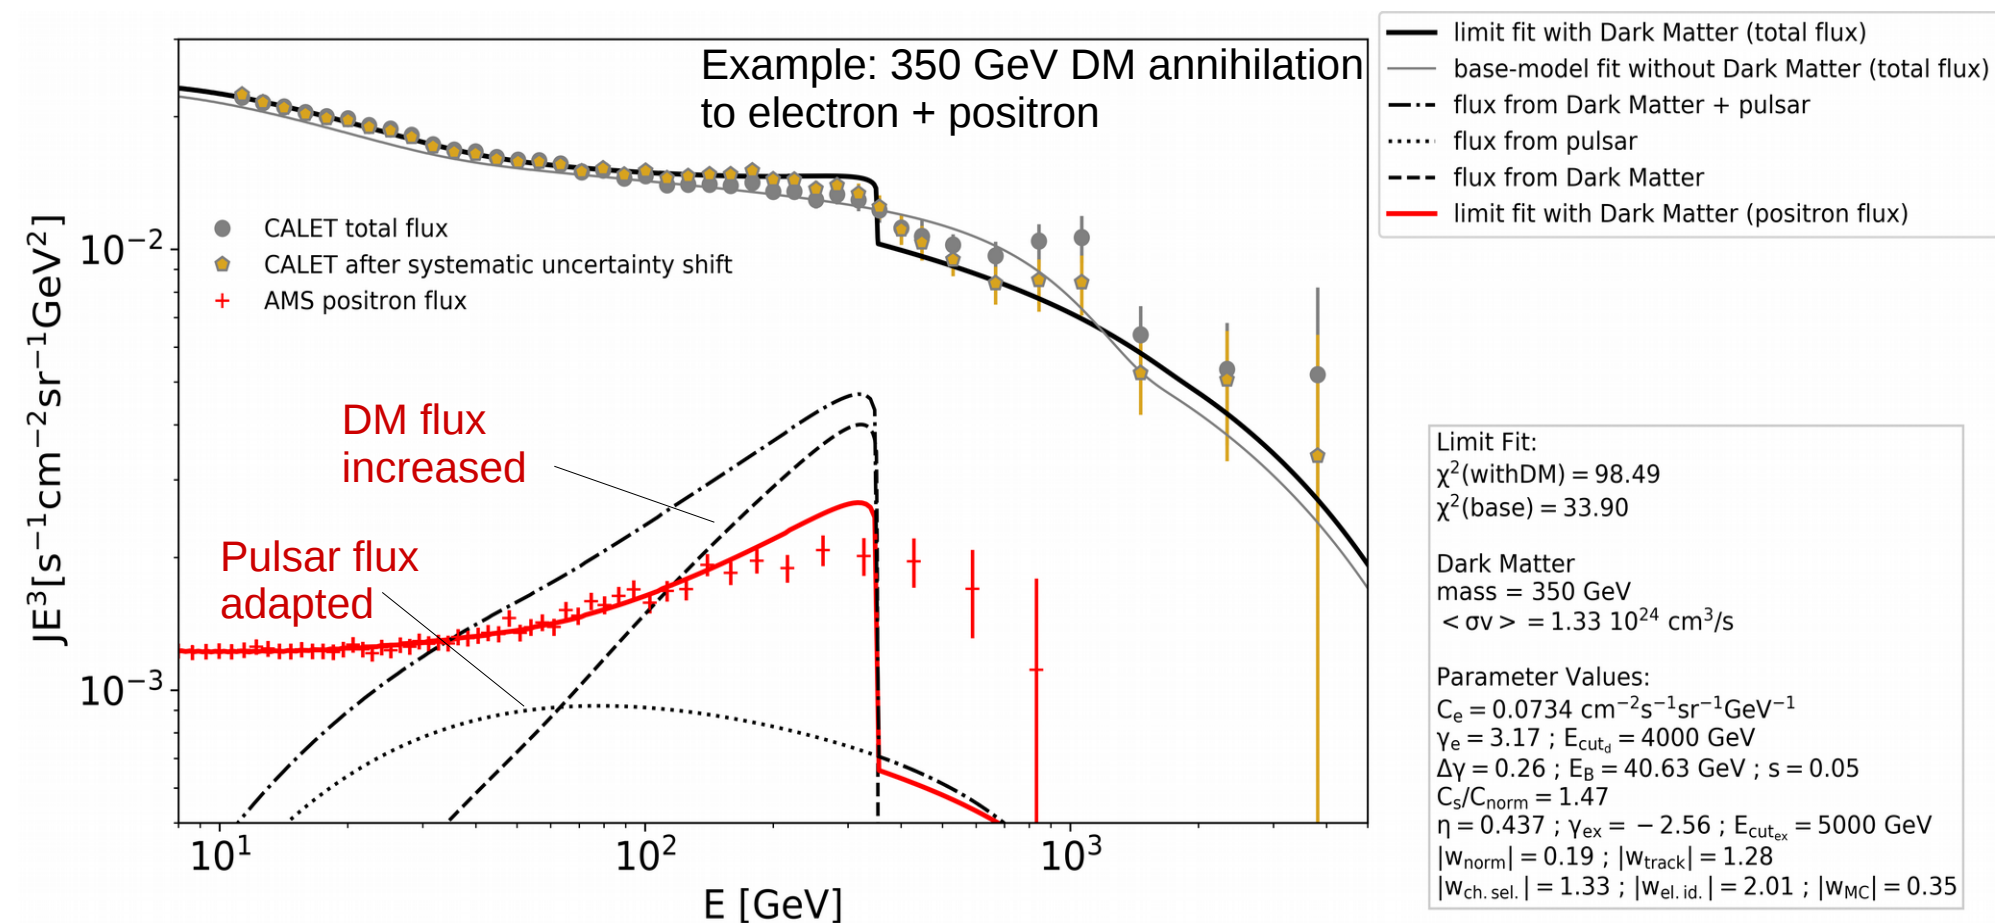 Example: 350 GeV DM annihilation
to electron + positron
limit fit with Dark Matter (total flux)
base-model fit without Dark Matter (total flux)
flux from Dark Matter + pulsar
flux from pulsar
flux from Dark Matter
limit fit with Dark Matter (positron flux)
CALET total flux
CALET after systematic uncertainty shift
AMS positron flux
JE³[s⁻¹cm⁻²sr⁻¹GeV²]
10⁻²
10⁻³
DM flux
increased
Pulsar flux
adapted
10¹
10²
10³
E [GeV]
Limit Fit:
χ²(withDM) = 98.49
χ²(base) = 33.90
Dark Matter
mass = 350 GeV
<σv> = 1.33 10²⁴ cm³/s
Parameter Values:
C_e = 0.0734 cm⁻²s⁻¹sr⁻¹GeV⁻¹
γ_e = 3.17 ; E_cut_d = 4000 GeV
Δγ = 0.26 ; E_B = 40.63 GeV ; s = 0.05
C_s/C_norm = 1.47
η = 0.437 ; γ_ex = −2.56 ; E_cut_ex = 5000 GeV
|w_norm| = 0.19 ; |w_track| = 1.28
|w_ch. sel.| = 1.33 ; |w_el. id.| = 2.01 ; |w_MC| = 0.35